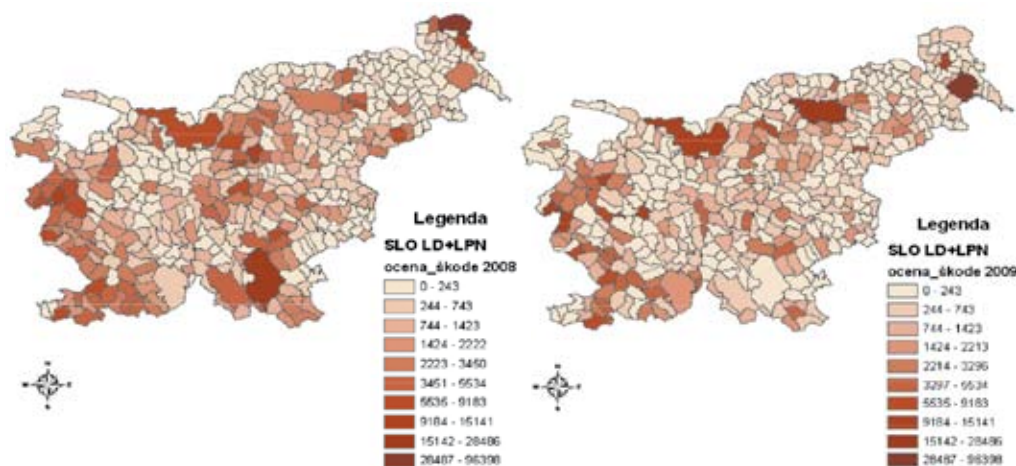 Legenda
SLO LD+LPN
ocena_škode 2008
0 - 243
244 - 743
744 - 1423
1424 - 2222
2223 - 3450
3451 - 5534
5535 - 9183
9184 - 15141
15142 - 28486
28487 - 96398
Legenda
SLO LD+LPN
ocena_škode 2009
0 - 243
244 - 743
744 - 1423
1424 - 2213
2214 - 3296
3297 - 5534
5535 - 9183
9184 - 15141
15142 - 28486
28487 - 96398